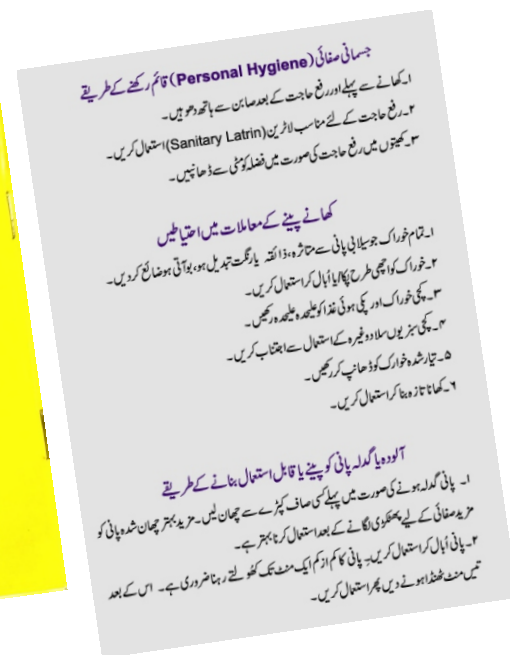 جسمانی صفائی (Personal Hygiene) قائم رکھنے کے طریقے
۱۔کھانے سے پہلے اور رفع حاجت کے بعد صابن سے ہاتھ دھوئیں۔
۲۔رفع حاجت کے لئے مناسب لاٹرین (Sanitary Latrin) استعمال کریں۔
۳۔کھیتوں میں رفع حاجت کی صورت میں فضلہ کو مٹی سے ڈھانپیں۔
کھانے پینے کے معاملات میں احتیاطیں
۱۔تمام خوراک جو سیلابی پانی سے متاثرہ، ذائقہ یا رنگت تبدیل ہو، بو آتی ہو ضائع کر دیں۔
۲۔خوراک کو اچھی طرح پکا یا اُبال کر استعمال کریں۔
۳۔کچی خوراک اور پکی ہوئی غذا کو علیحدہ علیحدہ رکھیں۔
۴۔کچی سبزیوں سلاد وغیرہ کے استعمال سے اجتناب کریں۔
۵۔تیار شدہ خوارک کو ڈھانپ کر رکھیں۔
۶۔کھانا تازہ بنا کر استعمال کریں۔
آلودہ یا گدلہ پانی کو پینے یا قابل استعمال بنانے کے طریقے
۱۔ پانی گدلہ ہونے کی صورت میں پہلے کسی صاف کپڑے سے چھان لیں۔مزید بہتر چھان شدہ پانی کو
مزید صفائی کے لیے پھٹکڑی لگانے کے بعد استعمال کرنا بہتر ہے۔
۲۔پانی اُبال کر استعمال کریں۔ پانی کا کم از کم ایک منٹ تک کھولتے رہنا ضروری ہے۔ اس کے بعد
تیس منٹ ٹھنڈا ہونے دیں پھر استعمال کریں۔